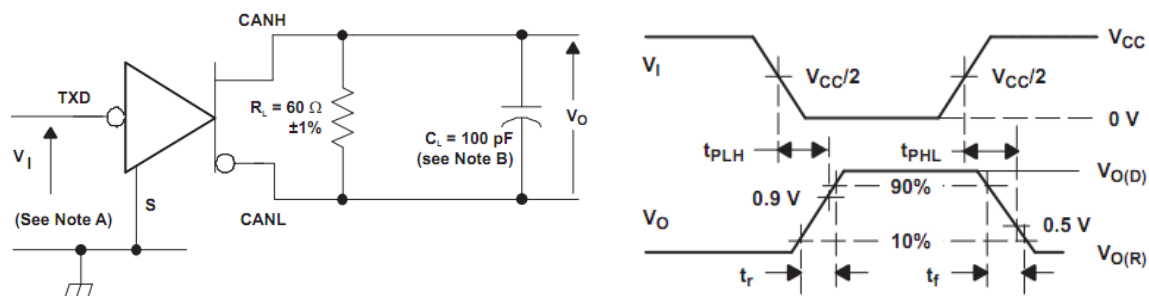 CANH
TXD
R_L = 60 Ω
±1%
C_L = 100 pF
(see Note B)
V_O
V_I
(See Note A)
S
CANL
V_I
V_CC/2
V_CC/2
V_CC
0 V
t_PLH
t_PHL
V_O
0.9 V
90%
10%
V_O(D)
0.5 V
V_O(R)
t_r
t_f